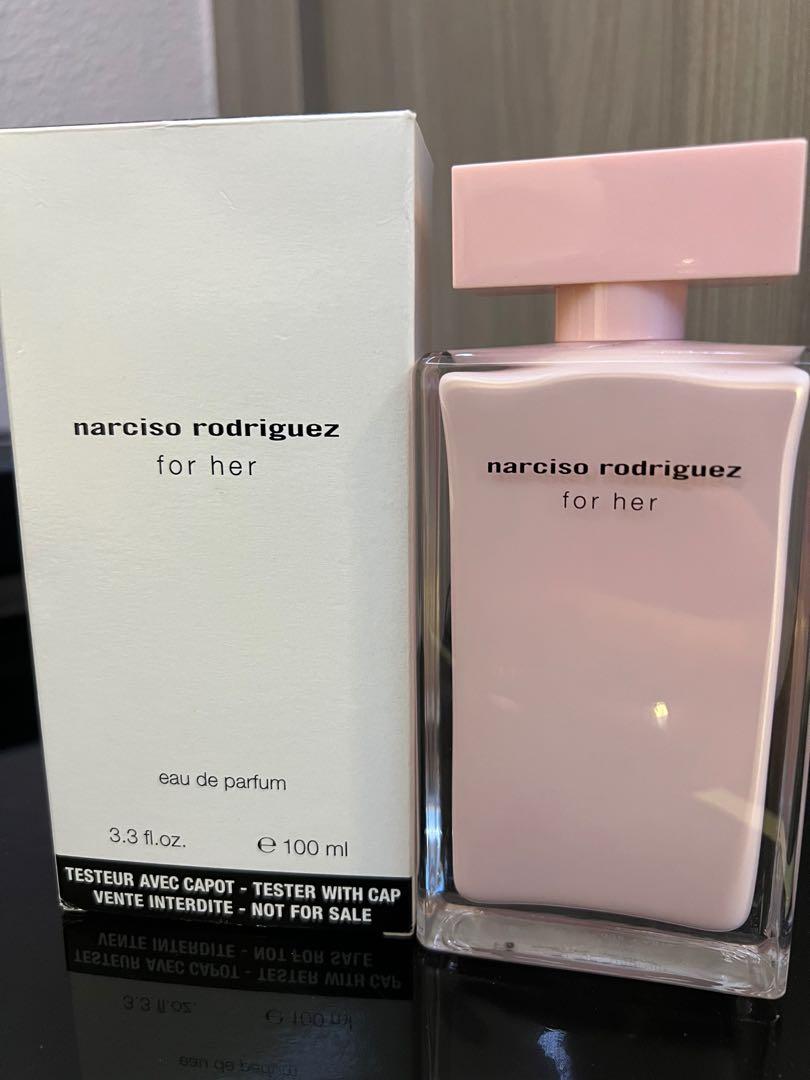 narciso rodriguez
for her
eau de parfum
3.3 fl.oz. ℮ 100 ml
TESTEUR AVEC CAPOT - TESTER WITH CAP
VENTE INTERDITE - NOT FOR SALE
narciso rodriguez
for her